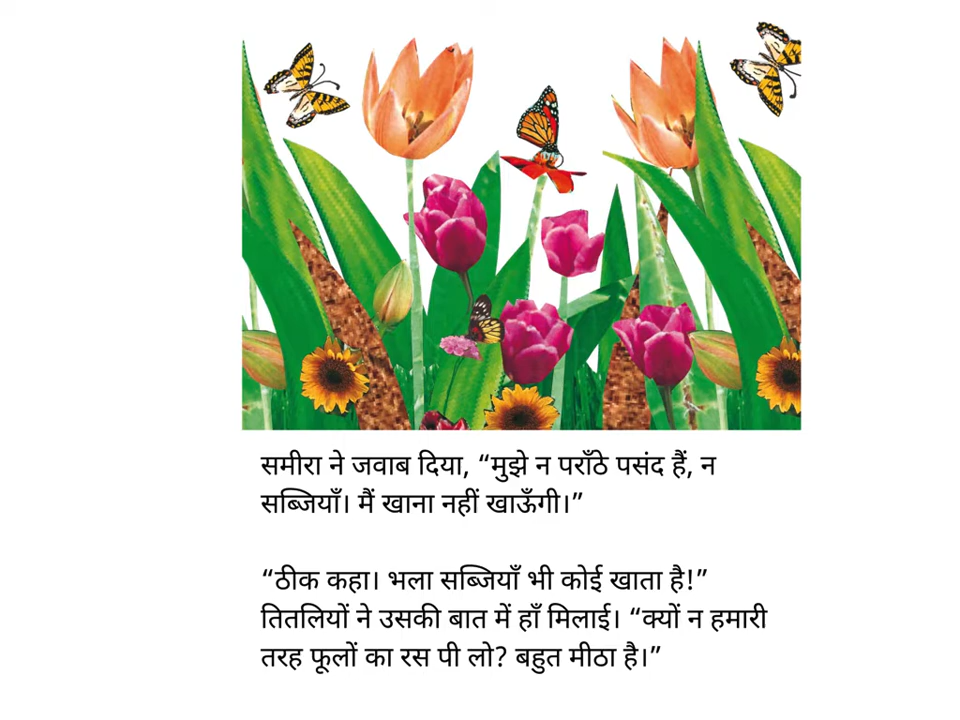 समीरा ने जवाब दिया, “मुझे न पराँठे पसंद हैं, न
सब्जियाँ। मैं खाना नहीं खाऊँगी।”
“ठीक कहा। भला सब्जियाँ भी कोई खाता है!”
तितलियों ने उसकी बात में हाँ मिलाई। “क्यों न हमारी
तरह फूलों का रस पी लो? बहुत मीठा है।”